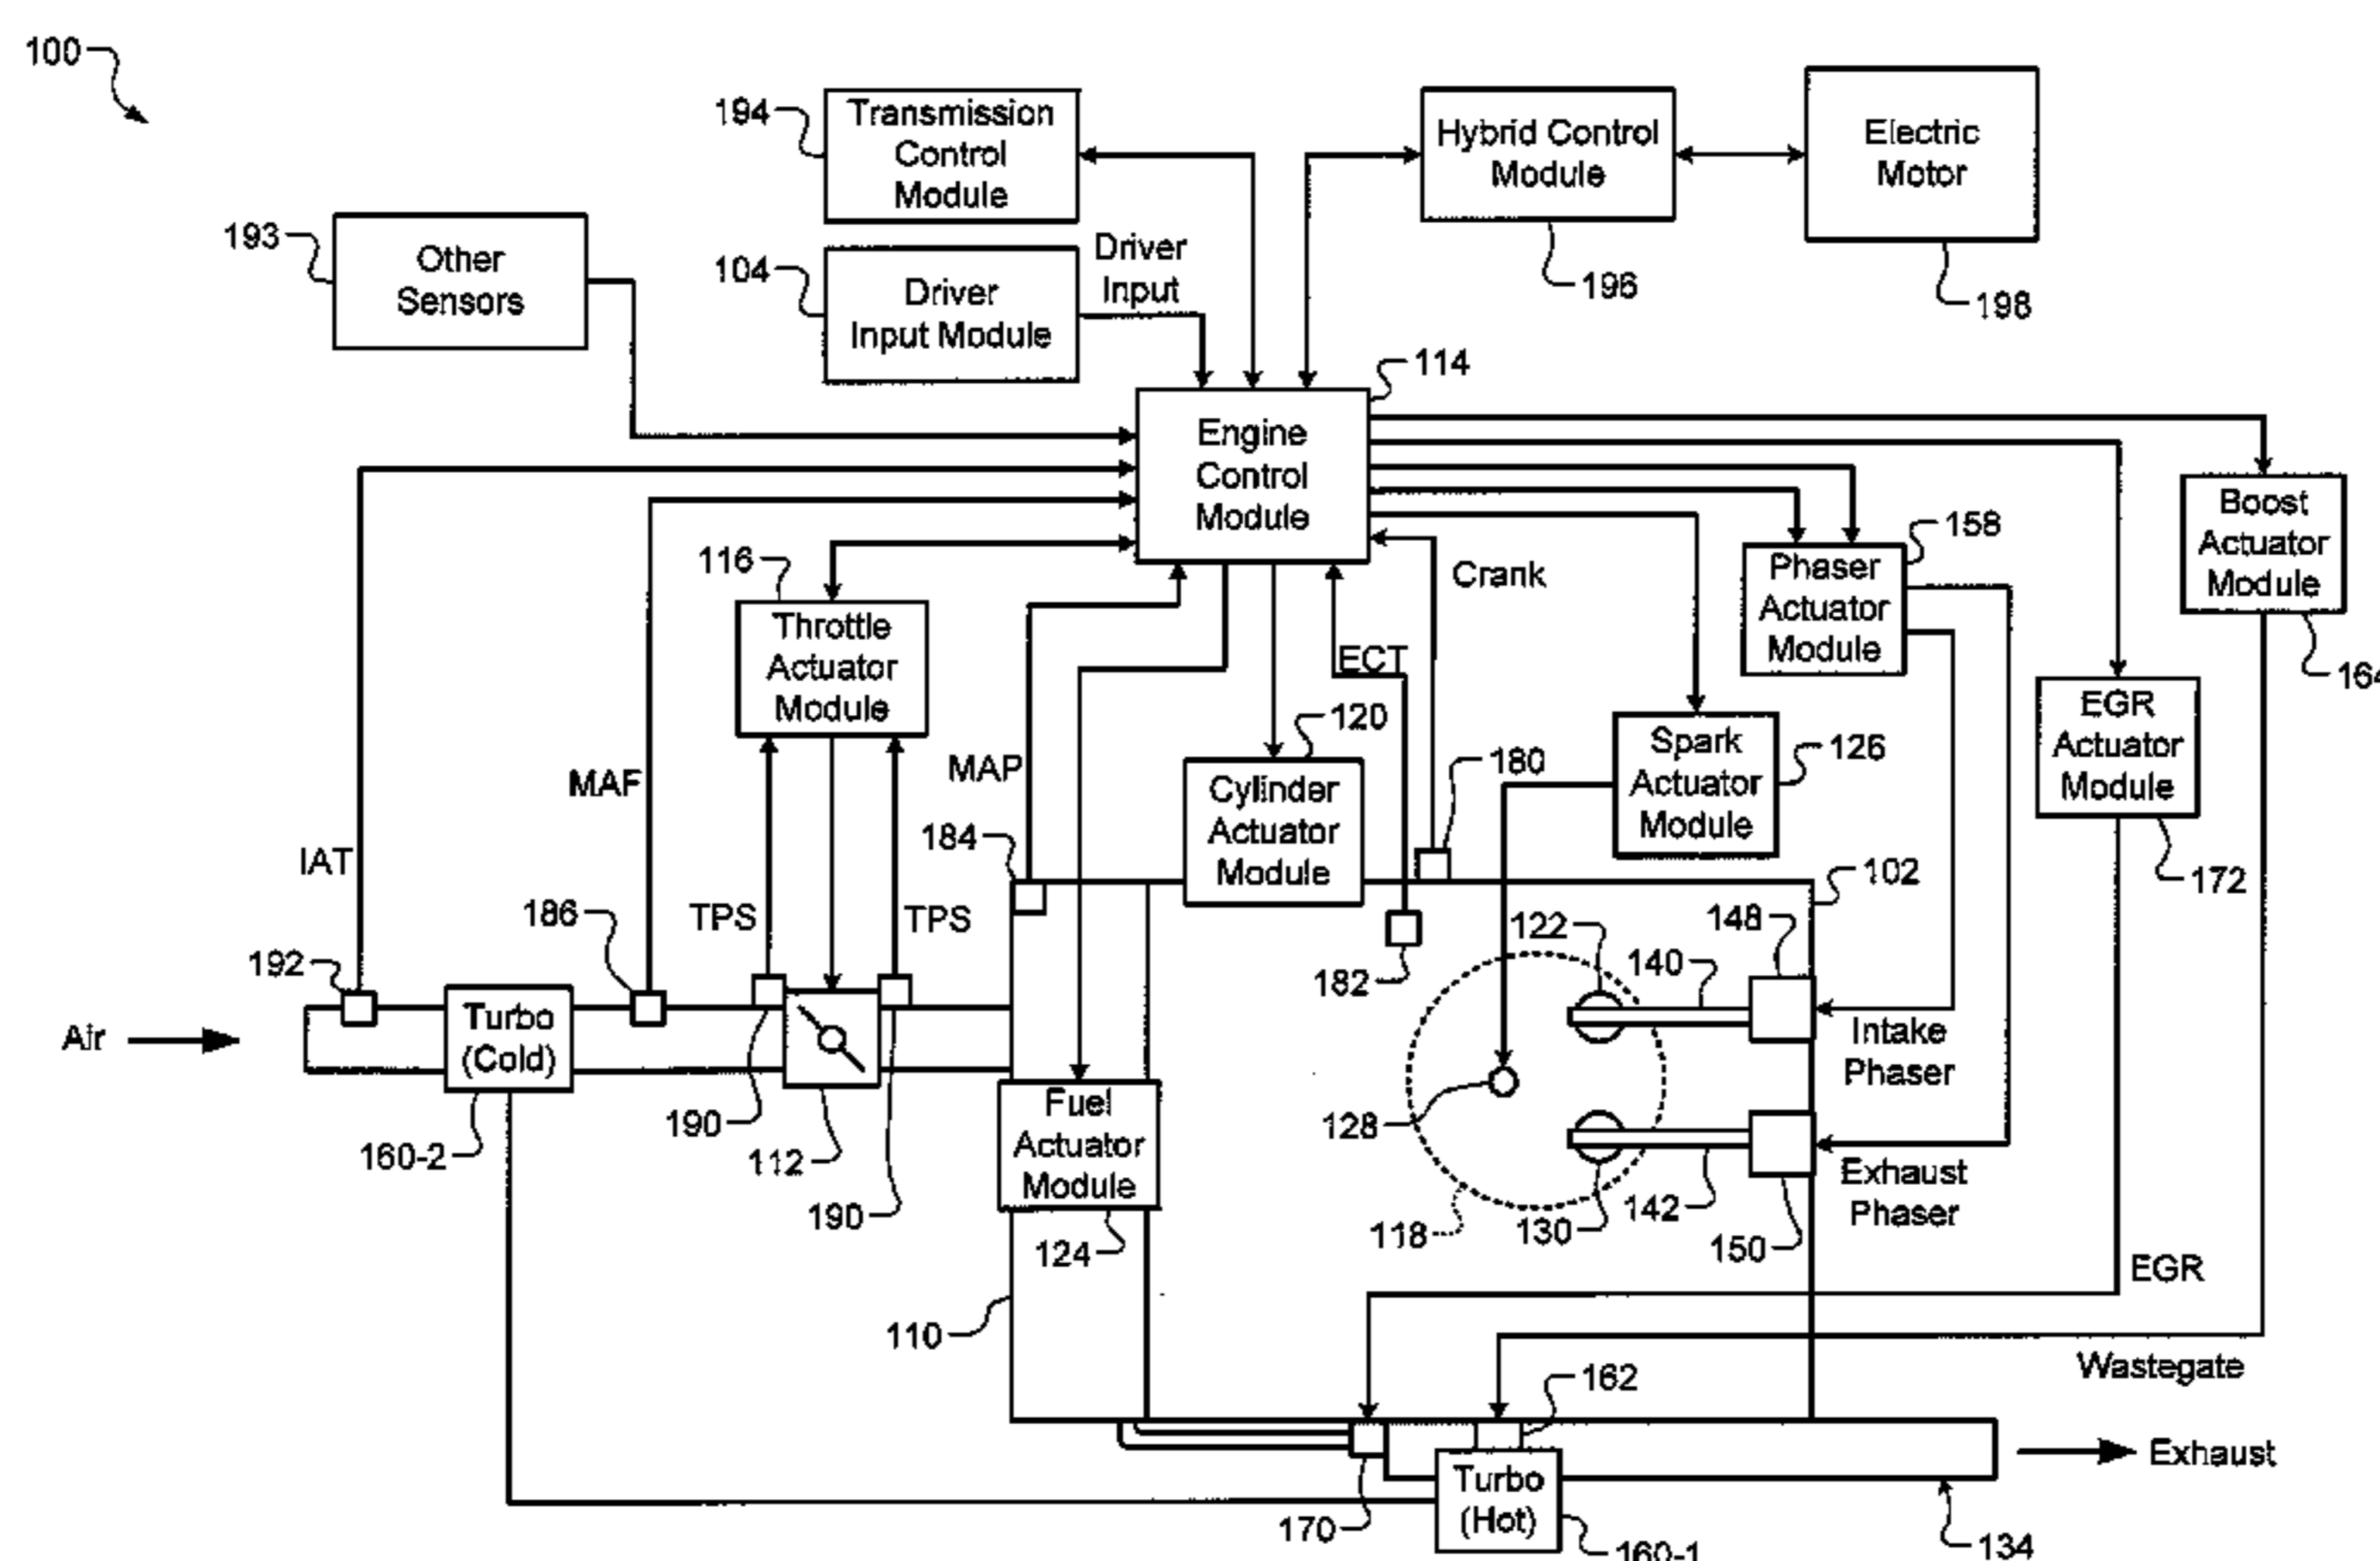 100
194
Transmission
Control
Module
Hybrid Control
Module
196
Electric
Motor
198
193
Other
Sensors
104
Driver
Input Module
Driver
Input
114
Engine
Control
Module
Boost
Actuator
Module
164
158
Phaser
Actuator
Module
116
Throttle
Actuator
Module
Crank
ECT
EGR
Actuator
Module
172
120
Cylinder
Actuator
Module
180
Spark
Actuator
Module
126
MAP
MAF
IAT
184
102
186
TPS
TPS
122
148
192
182
140
Air
Turbo
(Cold)
Intake
Phaser
128
Fuel
Actuator
Module
190
160-2
112
190
124
118
130
142
150
Exhaust
Phaser
EGR
110
Wastegate
162
Exhaust
Turbo
(Hot)
170
160-1
134